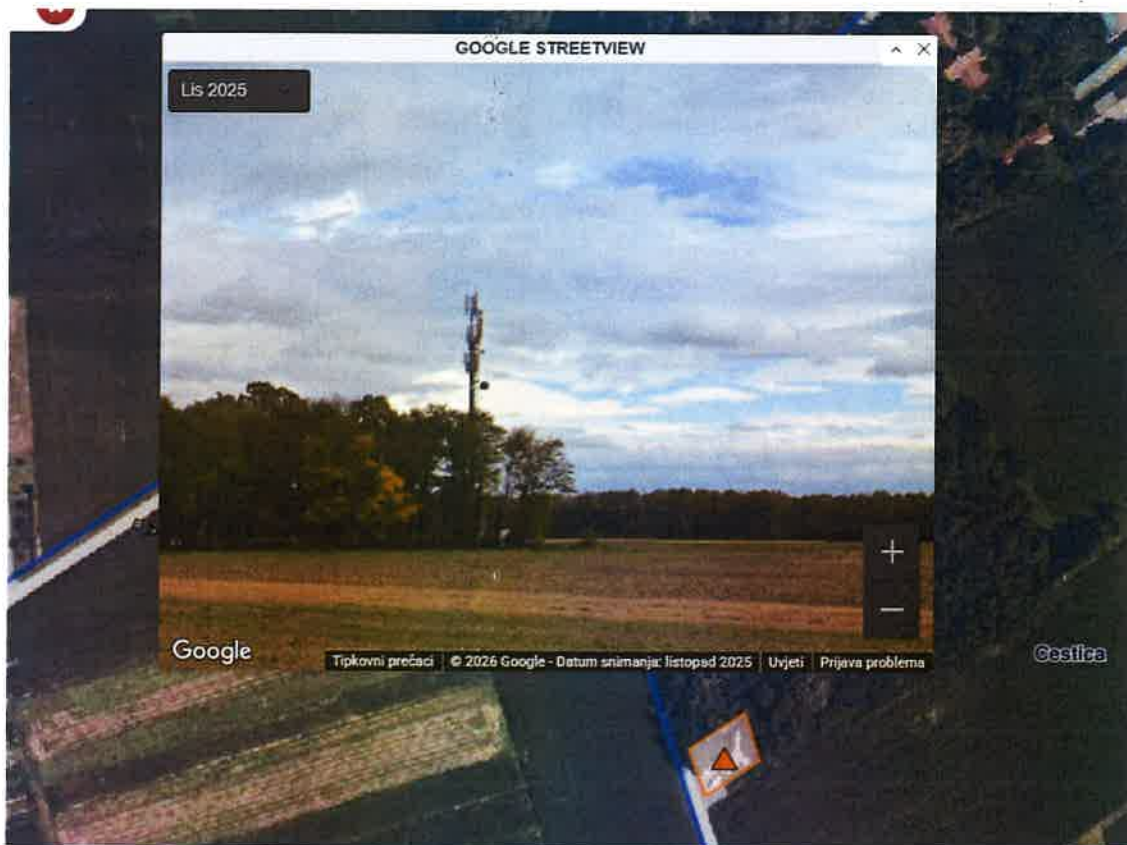 GOOGLE STREETVIEW
Lis 2025
Google
Tipkovni prečaci
© 2026 Google - Datum snimanja: listopad 2025
Uvjeti
Prijava problema
Cestica